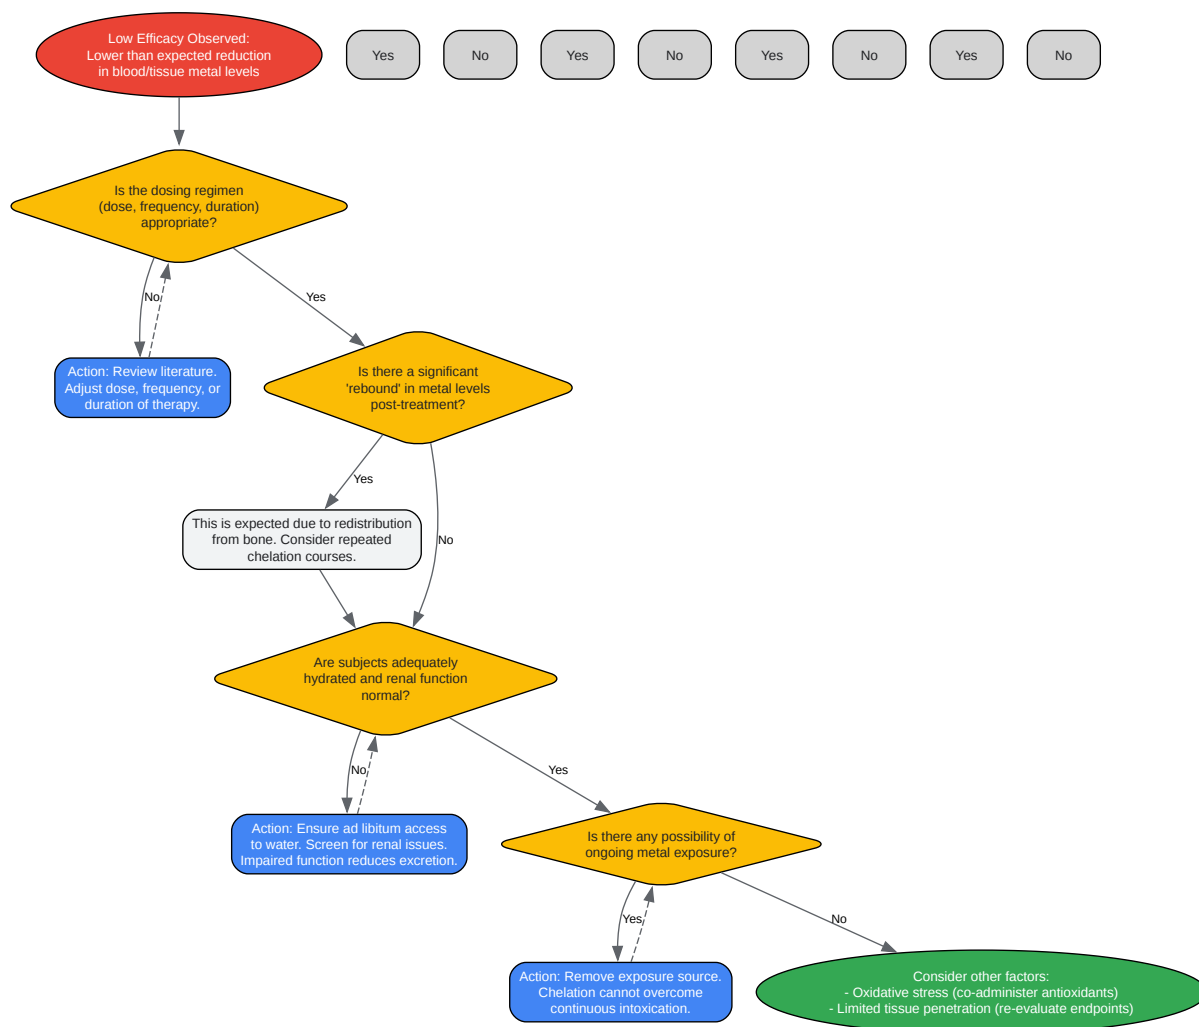 Low Efficacy Observed:
Lower than expected reduction
in blood/tissue metal levels
Yes
No
Yes
No
Yes
No
Yes
No
Is the dosing regimen
(dose, frequency, duration)
appropriate?
No
Yes
Action: Review literature.
Adjust dose, frequency, or
duration of therapy.
Is there a significant
'rebound' in metal levels
post-treatment?
Yes
No
This is expected due to redistribution
from bone. Consider repeated
chelation courses.
Are subjects adequately
hydrated and renal function
normal?
No
Yes
Action: Ensure ad libitum access
to water. Screen for renal issues.
Impaired function reduces excretion.
Is there any possibility of
ongoing metal exposure?
Yes
No
Action: Remove exposure source.
Chelation cannot overcome
continuous intoxication.
Consider other factors:
- Oxidative stress (co-administer antioxidants)
- Limited tissue penetration (re-evaluate endpoints)